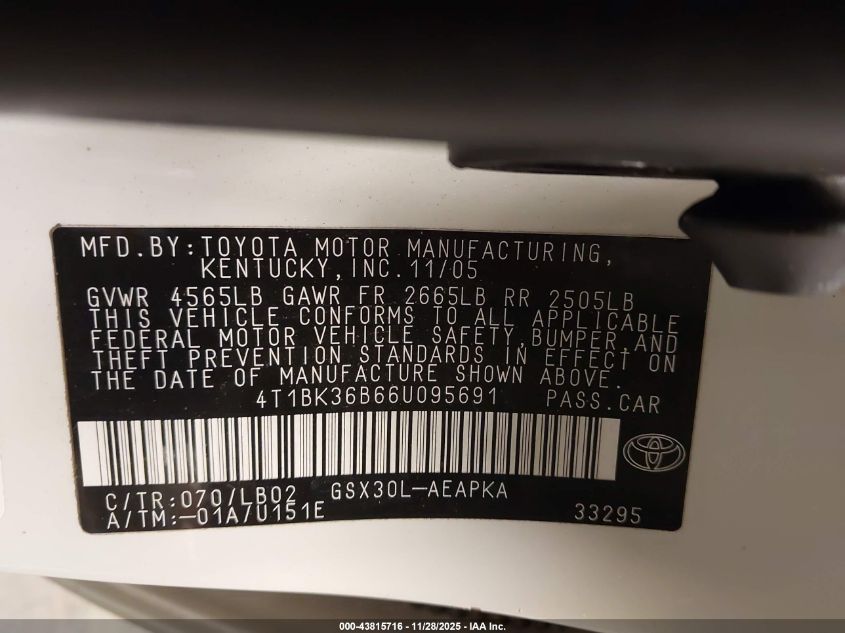 MFD.BY:TOYOTA MOTOR MANUFACTURING,
KENTUCKY,INC.11/05
GVWR 4565LB GAWR FR 2665LB RR 2505LB
THIS VEHICLE CONFORMS TO ALL APPLICABLE
FEDERAL MOTOR VEHICLE SAFETY,BUMPER,AND
THEFT PREVENTION STANDARDS IN EFFECT ON
THE DATE OF MANUFACTURE SHOWN ABOVE.
4T1BK36B66U095691 PASS.CAR
C/TR:070/LB02 GSX30L-AEAPKA
A/TM:-01A/U151E 33295
000-43815716 - 11/28/2025 - IAA Inc.